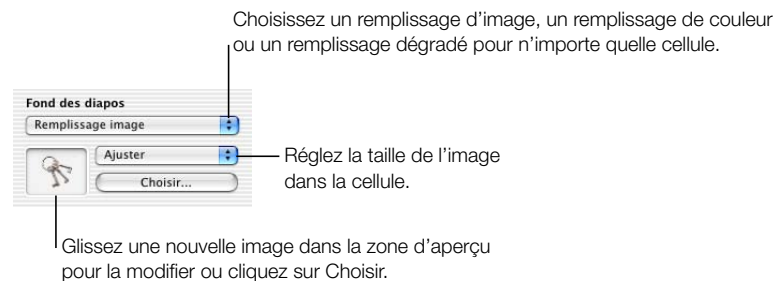 Choisissez un remplissage d’image, un remplissage de couleur
ou un remplissage dégradé pour n’importe quelle cellule.
Fond des diapos
Remplissage image
Ajuster
Choisir...
Réglez la taille de l’image
dans la cellule.
Glissez une nouvelle image dans la zone d’aperçu
pour la modifier ou cliquez sur Choisir.